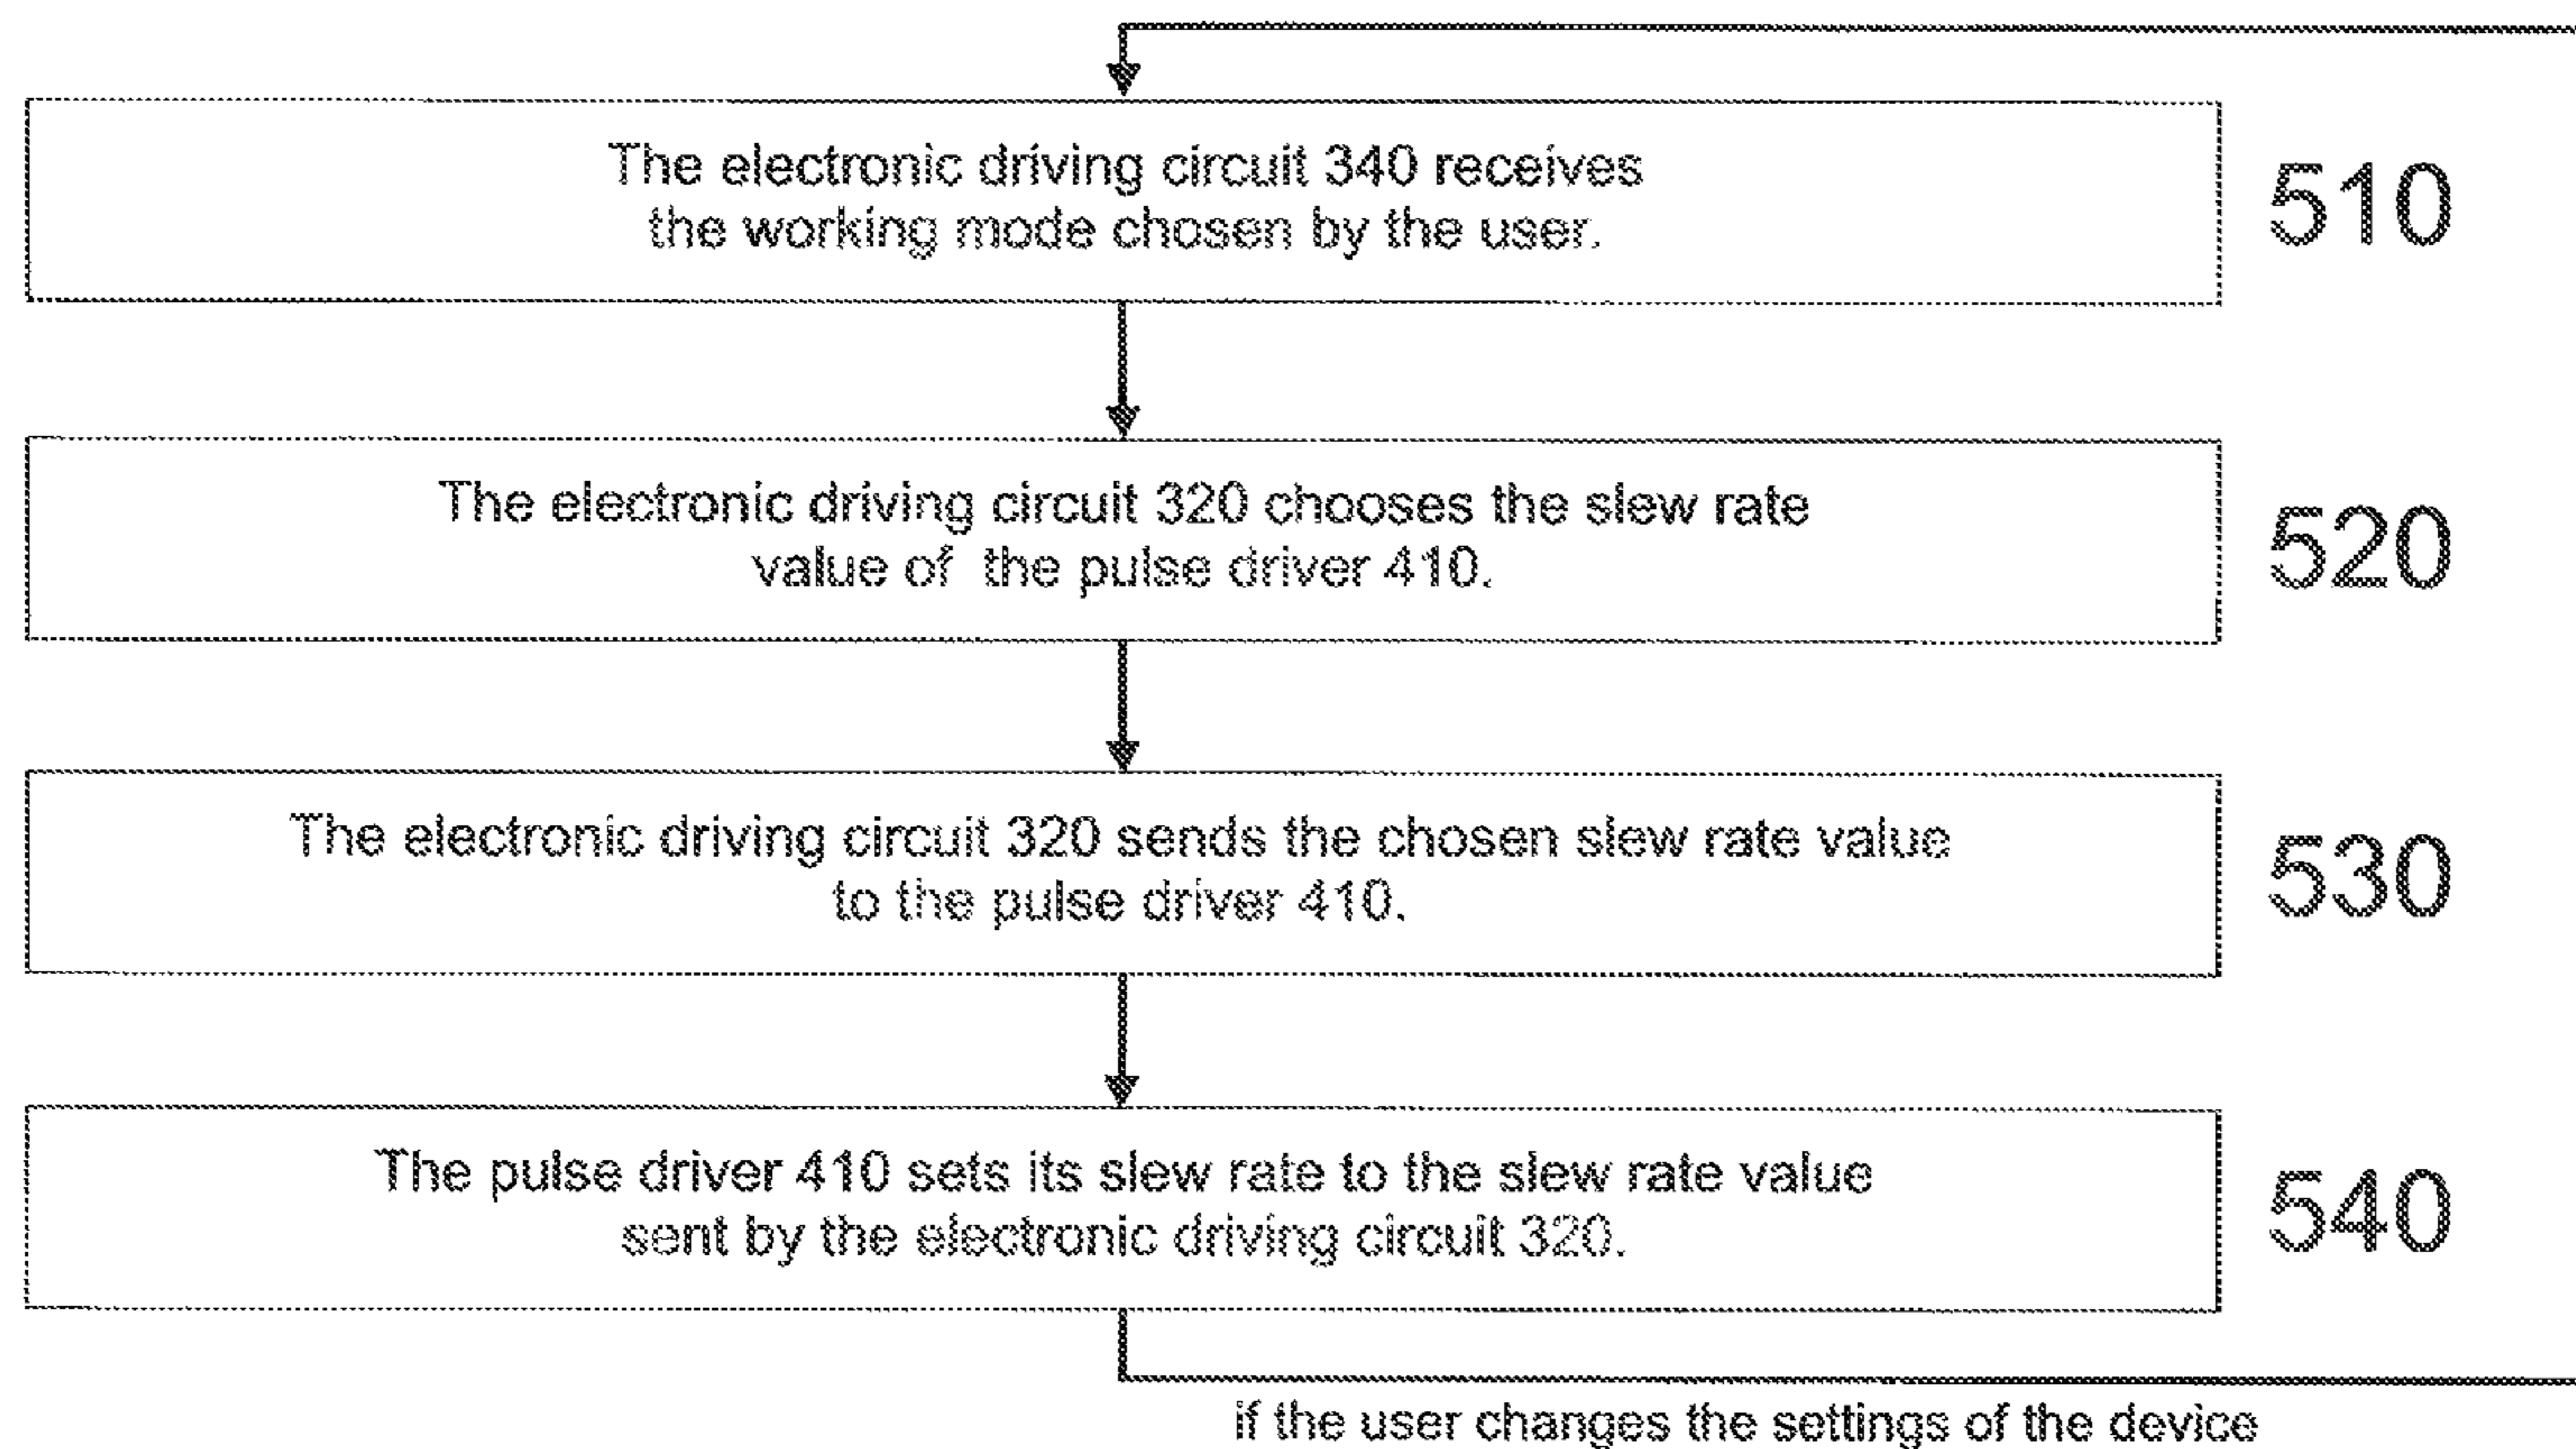 The electronic driving circuit 340 receives
the working mode chosen by the user.
510
The electronic driving circuit 320 chooses the slew rate
value of the pulse driver 410.
520
The electronic driving circuit 320 sends the chosen slew rate value
to the pulse driver 410.
530
The pulse driver 410 sets its slew rate to the slew rate value
sent by the electronic driving circuit 320.
540
if the user changes the settings of the device